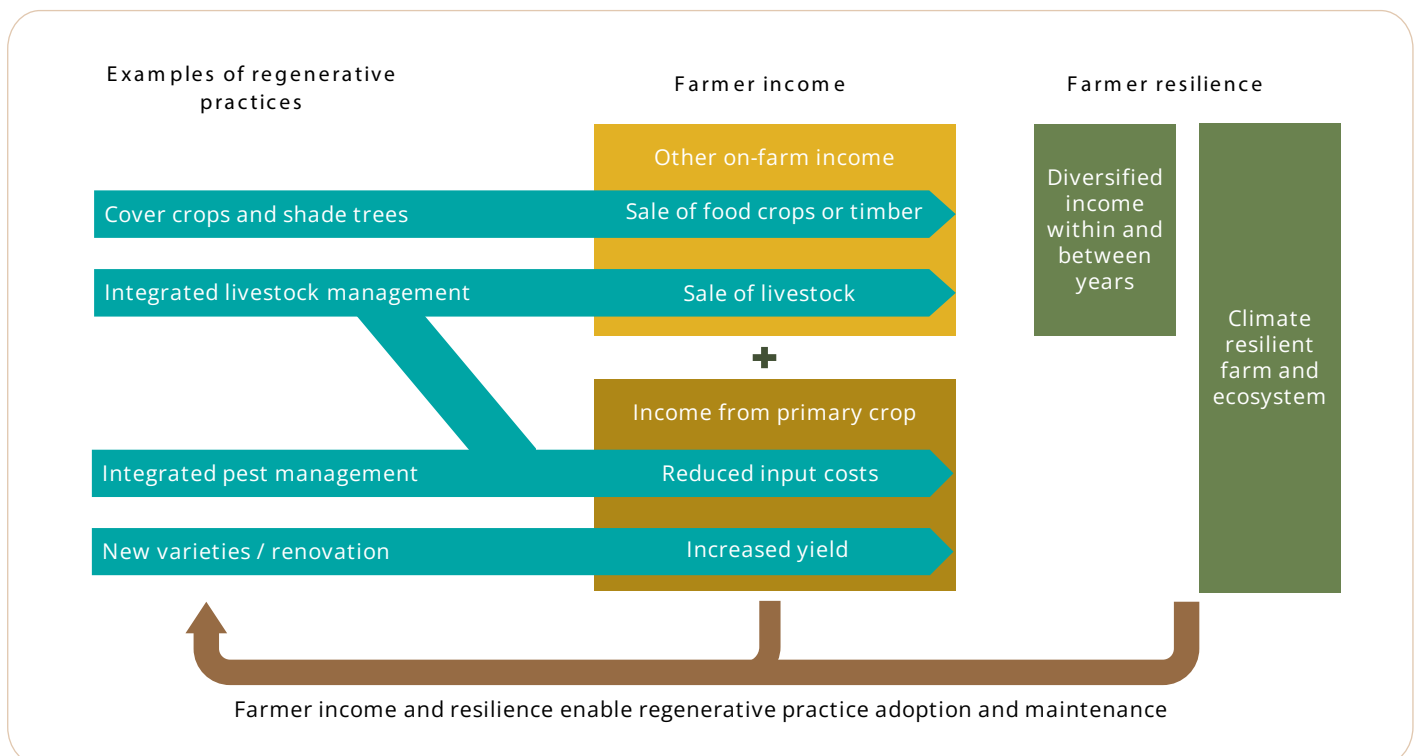 Examples of regenerative
practices
Farmer income
Farmer resilience
Other on-farm income
Cover crops and shade trees
Sale of food crops or timber
Integrated livestock management
Sale of livestock
+
Income from primary crop
Integrated pest management
Reduced input costs
New varieties / renovation
Increased yield
Diversified
income
within and
between
years
Climate
resilient
farm and
ecosystem
Farmer income and resilience enable regenerative practice adoption and maintenance